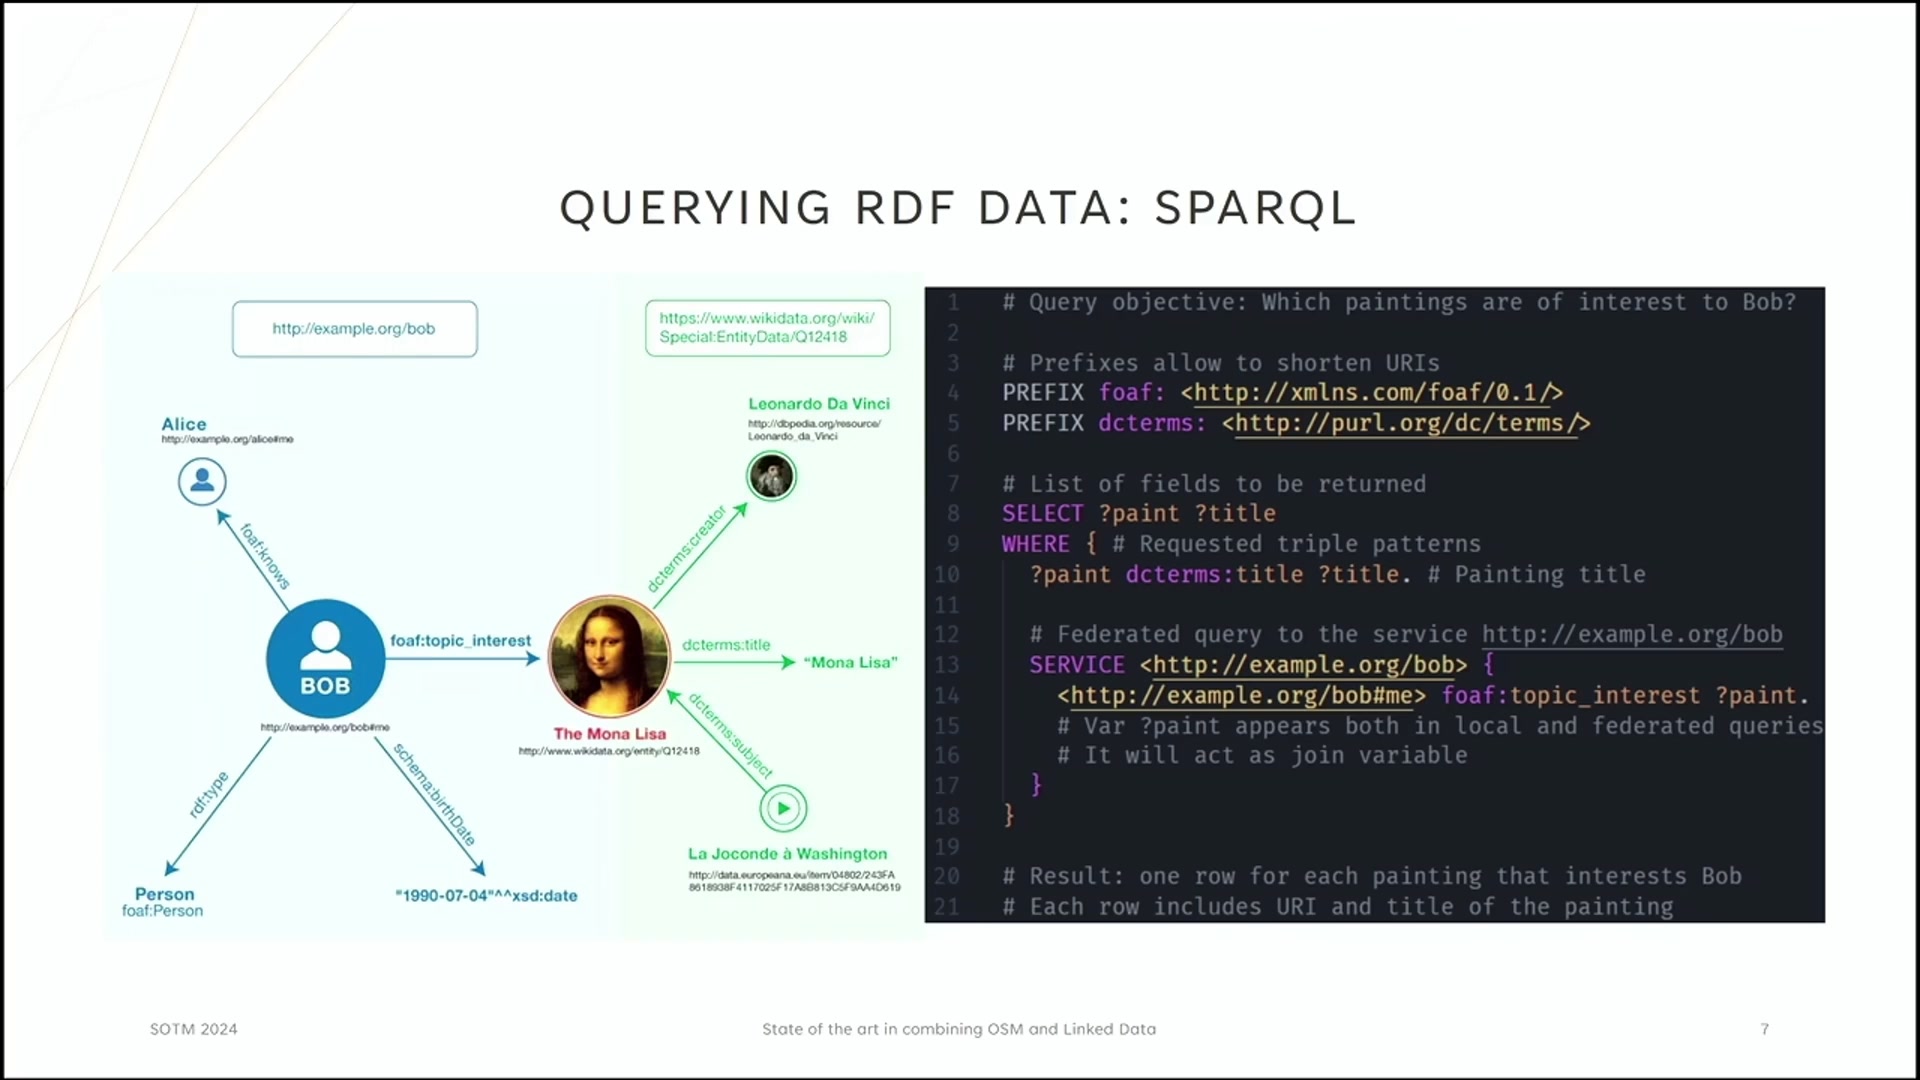 QUERYING RDF DATA: SPARQL
http://example.org/bob
https://www.wikidata.org/wiki/
Special:EntityData/Q12418
Alice
http://example.org/alice#me
Leonardo Da Vinci
http://dbpedia.org/resource/
Leonardo_da_Vinci
foaf:knows
dcterms:creator
BOB
http://example.org/bob#me
foaf:topic_interest
dcterms:title
"Mona Lisa"
The Mona Lisa
http://www.wikidata.org/entity/Q12418
dcterms:subject
rdf:type
schema:birthDate
La Joconde à Washington
http://data.europeana.eu/item/04802/243FA
8618938F4117025F17A8B813C5F9AA4D619
Person
foaf:Person
"1990-07-04"^^xsd:date
1 # Query objective: Which paintings are of interest to Bob?
2
3 # Prefixes allow to shorten URIs
4 PREFIX foaf: <http://xmlns.com/foaf/0.1/>
5 PREFIX dcterms: <http://purl.org/dc/terms/>
6
7 # List of fields to be returned
8 SELECT ?paint ?title
9 WHERE { # Requested triple patterns
10 ?paint dcterms:title ?title. # Painting title
11
12 # Federated query to the service http://example.org/bob
13 SERVICE <http://example.org/bob> {
14 <http://example.org/bob#me> foaf:topic_interest ?paint.
15 # Var ?paint appears both in local and federated queries
16 # It will act as join variable
17 }
18 }
19
20 # Result: one row for each painting that interests Bob
21 # Each row includes URI and title of the painting
SOTM 2024
State of the art in combining OSM and Linked Data
7